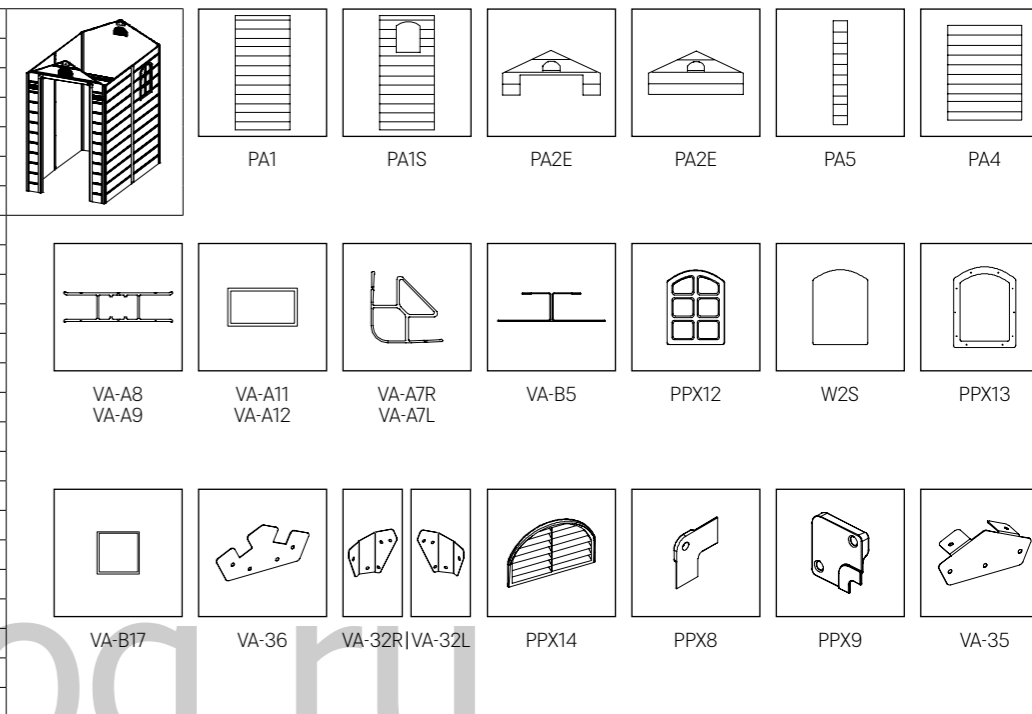 PA1 PA1S PA2E PA2E PA5 PA4
VA-A8 VA-A11 VA-A7R VA-B5 PPX12 W2S PPX13
VA-A9 VA-A12 VA-A7L
VA-B17 VA-36 VA-32R|VA-32L PPX14 PPX8 PPX9 VA-35